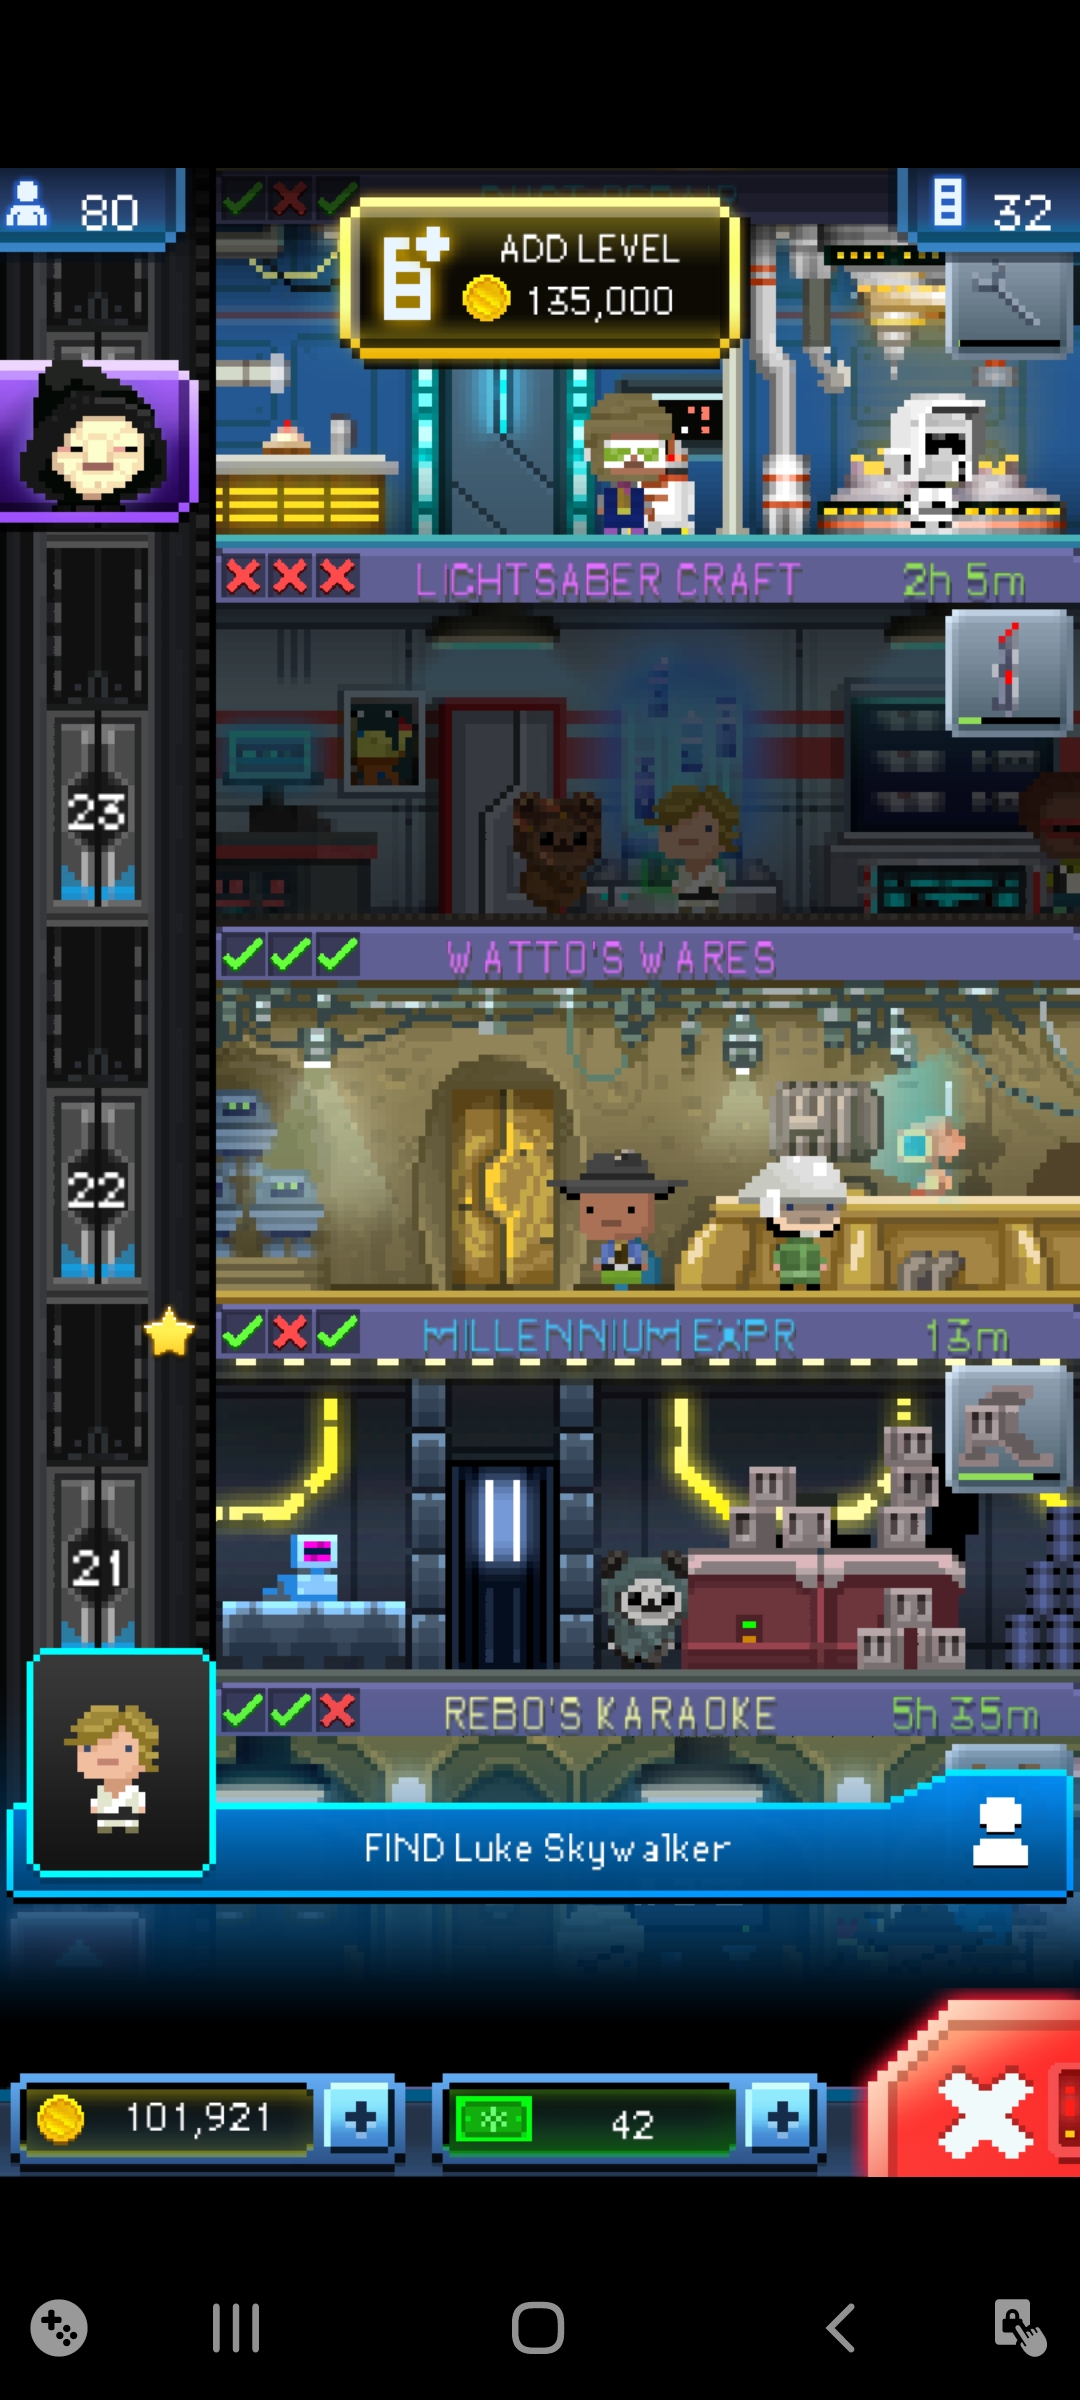 80
32
ADD LEVEL
135,000
LIGHTSABER CRAFT 2h 5m
23
WATTO'S WARES
22
MILLENNIUM EXPR 13m
21
REBO'S KARAOKE 5h 35m
FIND Luke Skywalker
101,921
42